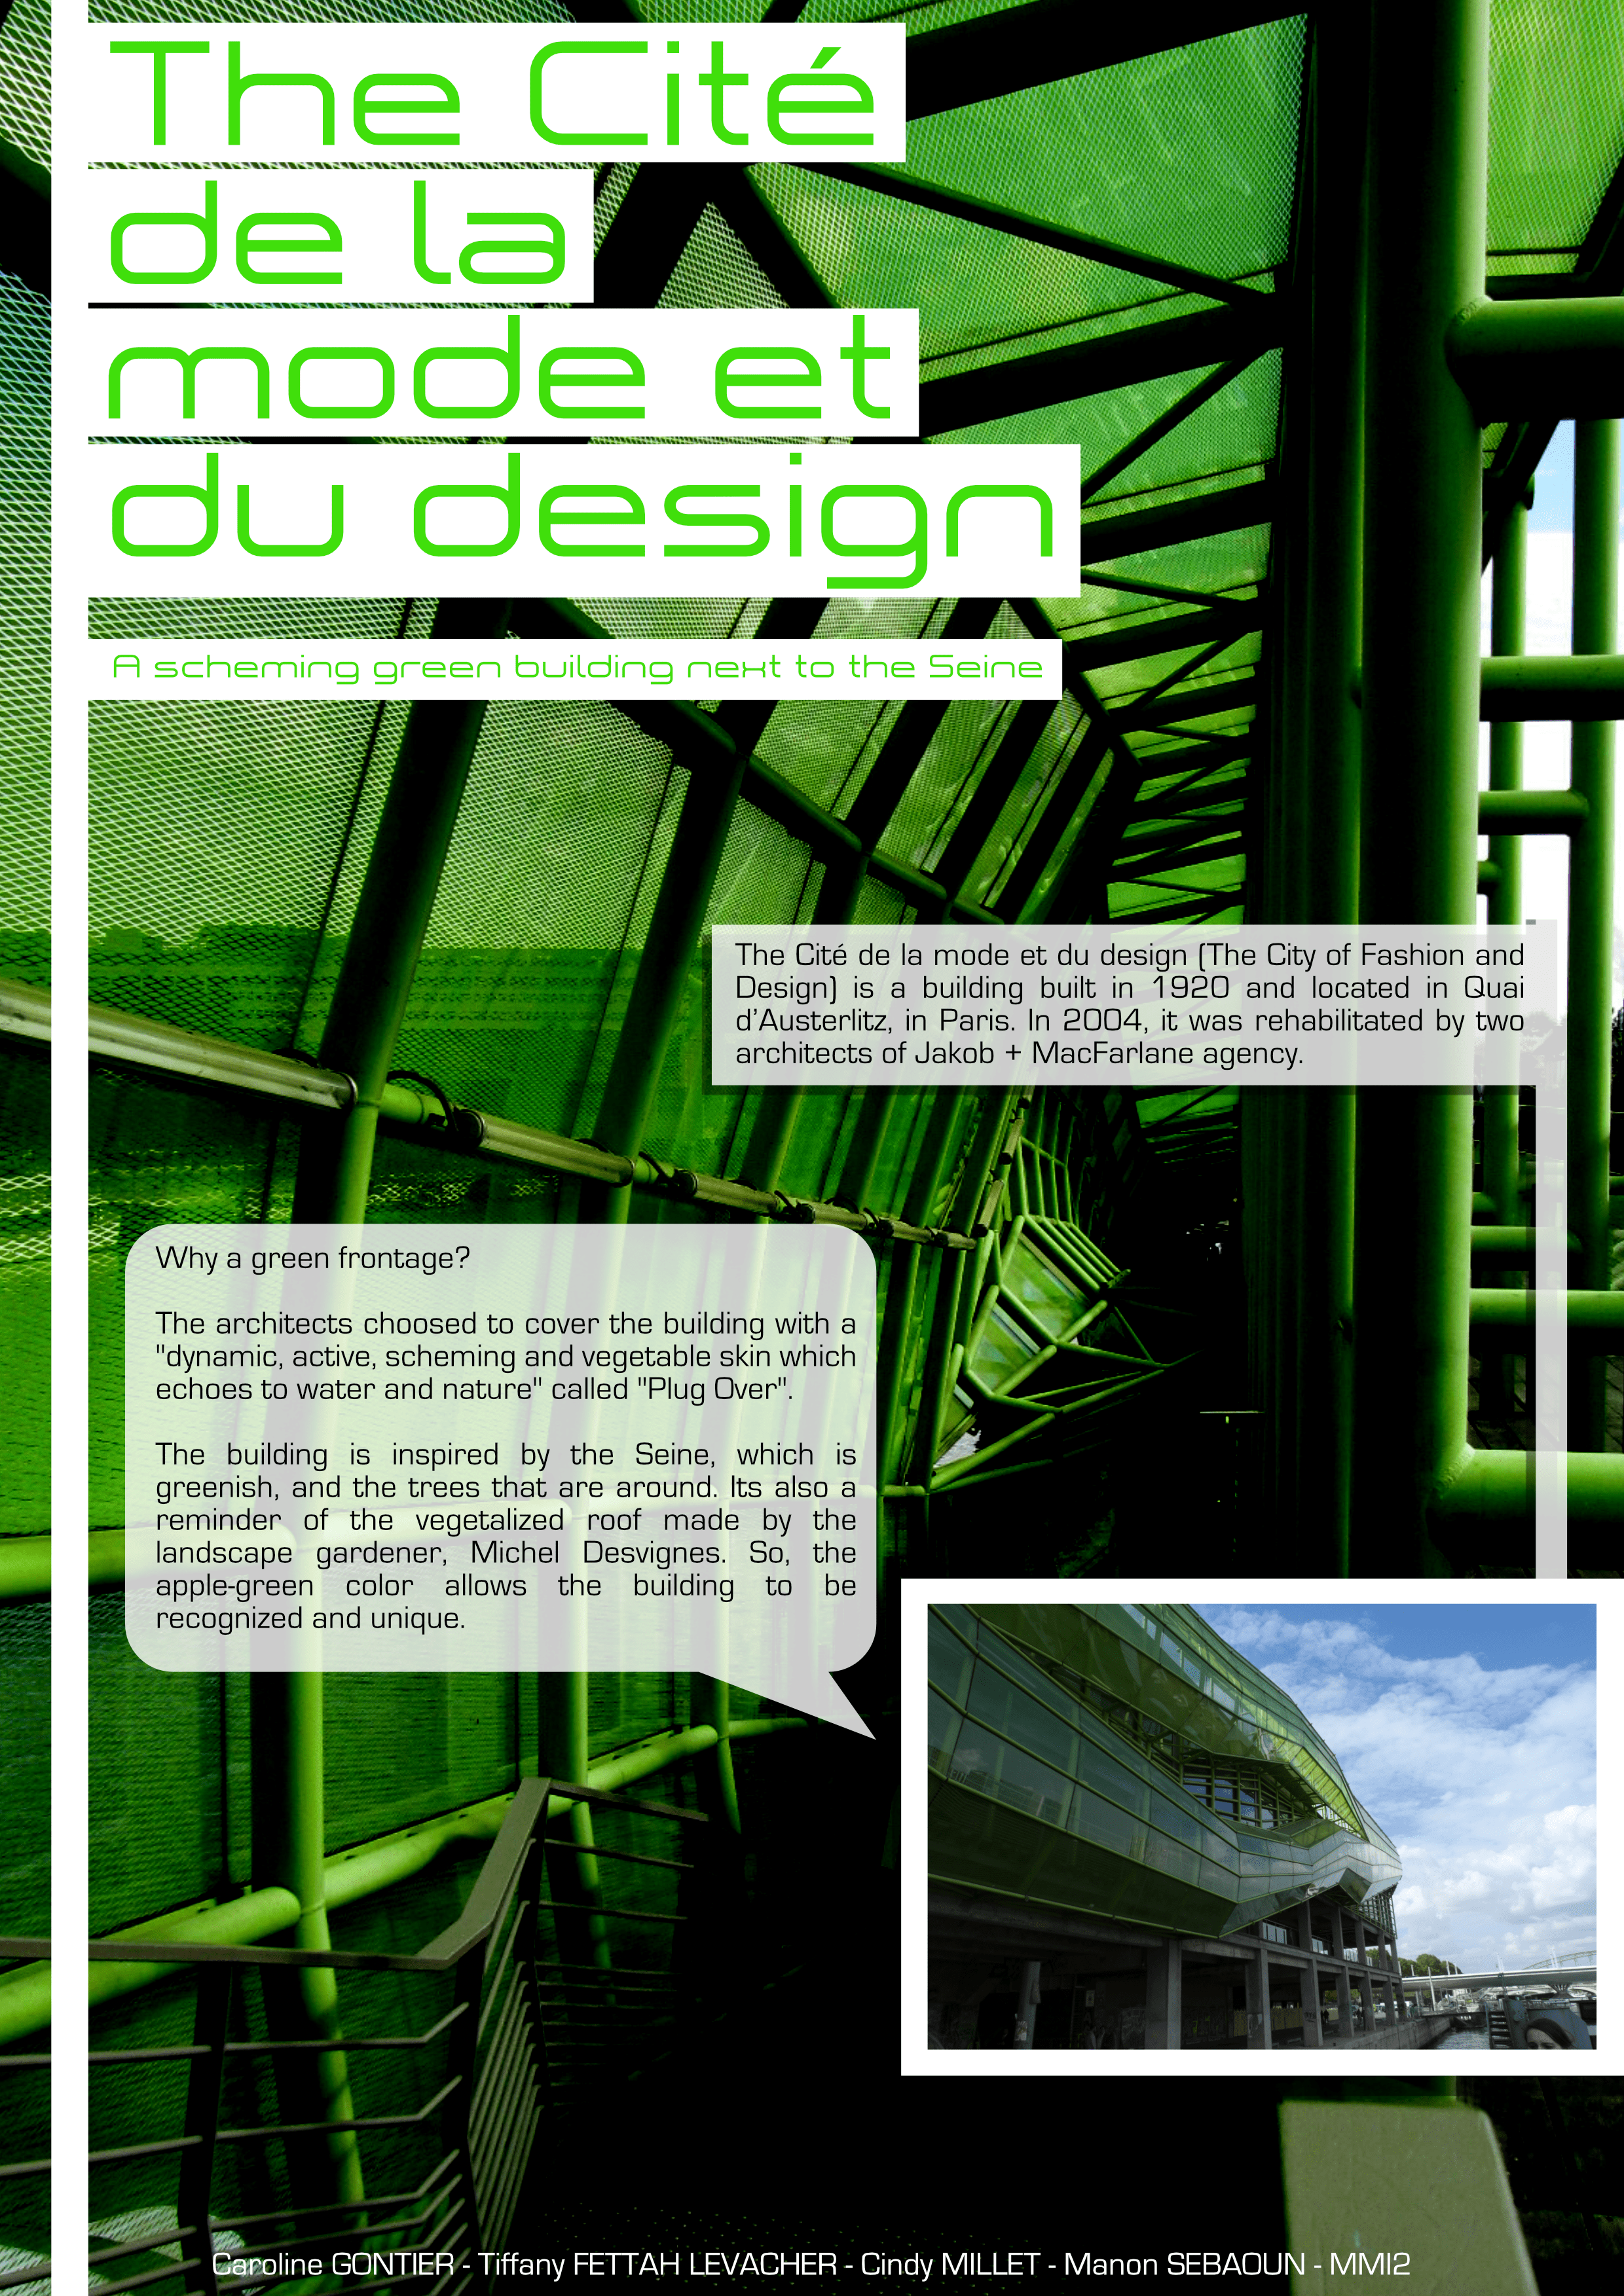 The Cité
de la
mode et
du design
A scheming green building next to the Seine
The Cité de la mode et du design (The City of Fashion and
Design) is a building built in 1920 and located in Quai
d'Austerlitz, in Paris. In 2004, it was rehabilitated by two
architects of Jakob + MacFarlane agency.
Why a green frontage?
The architects choosed to cover the building with a
"dynamic, active, scheming and vegetable skin which
echoes to water and nature" called "Plug Over".
The building is inspired by the Seine, which is
greenish, and the trees that are around. Its also a
reminder of the vegetalized roof made by the
landscape gardener, Michel Desvignes. So, the
apple-green color allows the building to be
recognized and unique.
Caroline GONTIER - Tiffany FETTAH LEVACHER - Cindy MILLET - Manon SEBAOUN - MMI2